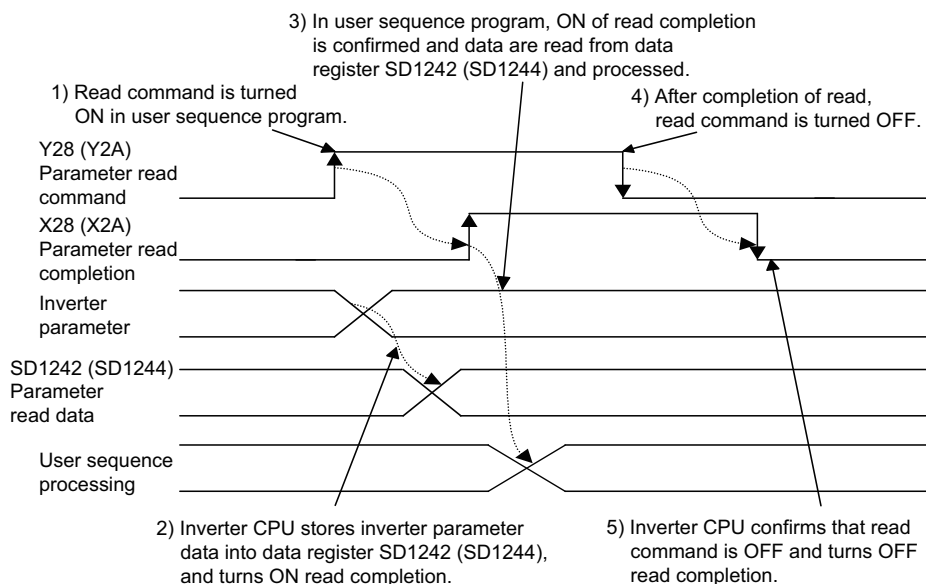 3) In user sequence program, ON of read completion
is confirmed and data are read from data
register SD1242 (SD1244) and processed.
1) Read command is turned
ON in user sequence program.
4) After completion of read,
read command is turned OFF.
Y28 (Y2A)
Parameter read
command
X28 (X2A)
Parameter read
completion
Inverter
parameter
SD1242 (SD1244)
Parameter
read data
User sequence
processing
2) Inverter CPU stores inverter parameter
data into data register SD1242 (SD1244),
and turns ON read completion.
5) Inverter CPU confirms that read
command is OFF and turns OFF
read completion.